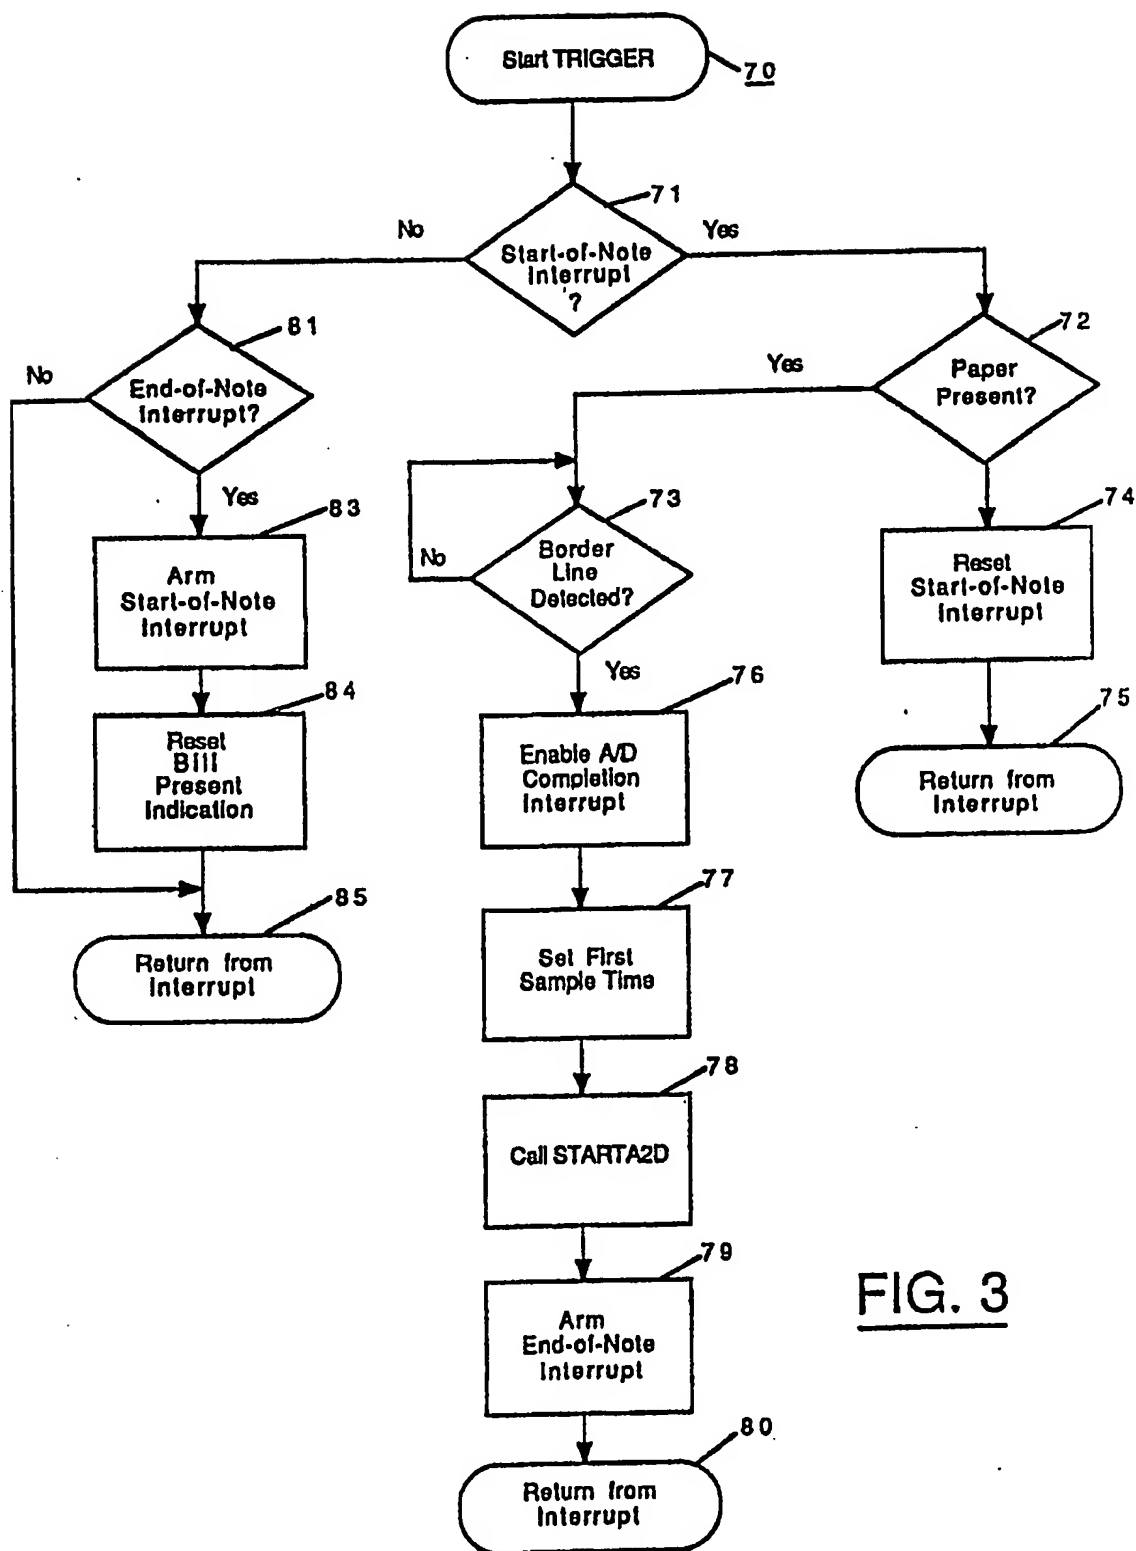 Start TRIGGER
70
71
No
Yes
Start-of-Note
Interrupt
?
81
72
No
End-of-Note
Interrupt?
Yes
Paper
Present?
Yes
83
73
74
Arm
Start-of-Note
Interrupt
No
Border
Line
Detected?
Reset
Start-of-Note
Interrupt
84
Yes
76
75
Reset
Bill
Present
Indication
Enable A/D
Completion
Interrupt
Return from
Interrupt
85
77
Return from
Interrupt
Set First
Sample Time
78
Call STARTA2D
79
Arm
End-of-Note
Interrupt
FIG. 3
80
Return from
Interrupt